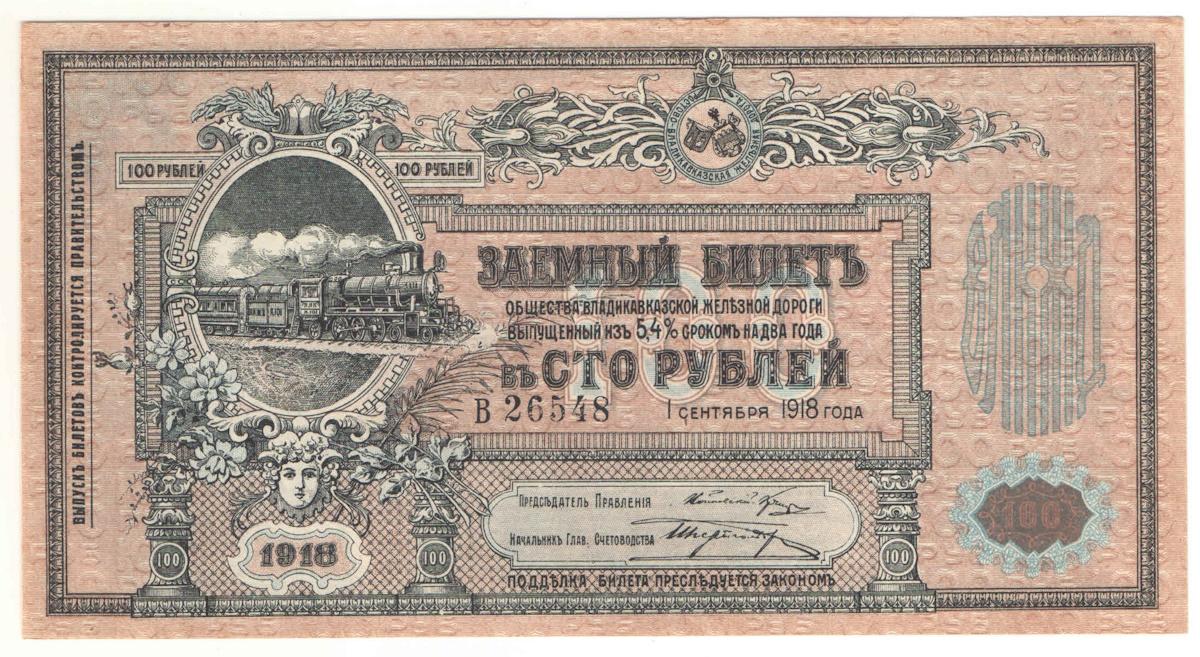 ВЫПУСКЪ БИЛЕТОВЪ КОНТРОЛИРУЕТСЯ ПРАВИТЕЛЬСТВОМЪ.
100 РУБЛЕЙ
100 РУБЛЕЙ
ЗАЕМНЫЙ БИЛЕТЪ
ОБЩЕСТВА ВЛАДИКАВКАЗСКОЙ ЖЕЛѢЗНОЙ ДОРОГИ
ВЫПУЩЕННЫЙ ИЗЪ 5,4% СРОКОМЪ НА ДВА ГОДА
100
ВЪ СТО РУБЛЕЙ
В 26548
1 СЕНТЯБРЯ 1918 ГОДА
ПРЕДСѢДАТЕЛЬ ПРАВЛЕНІЯ
НАЧАЛЬНИКЪ ГЛАВ. СЧЕТОВОДСТВА
ПОДДѢЛКА БИЛЕТА ПРЕСЛѢДУЕТСЯ ЗАКОНОМЪ
100
1918
100
100
100